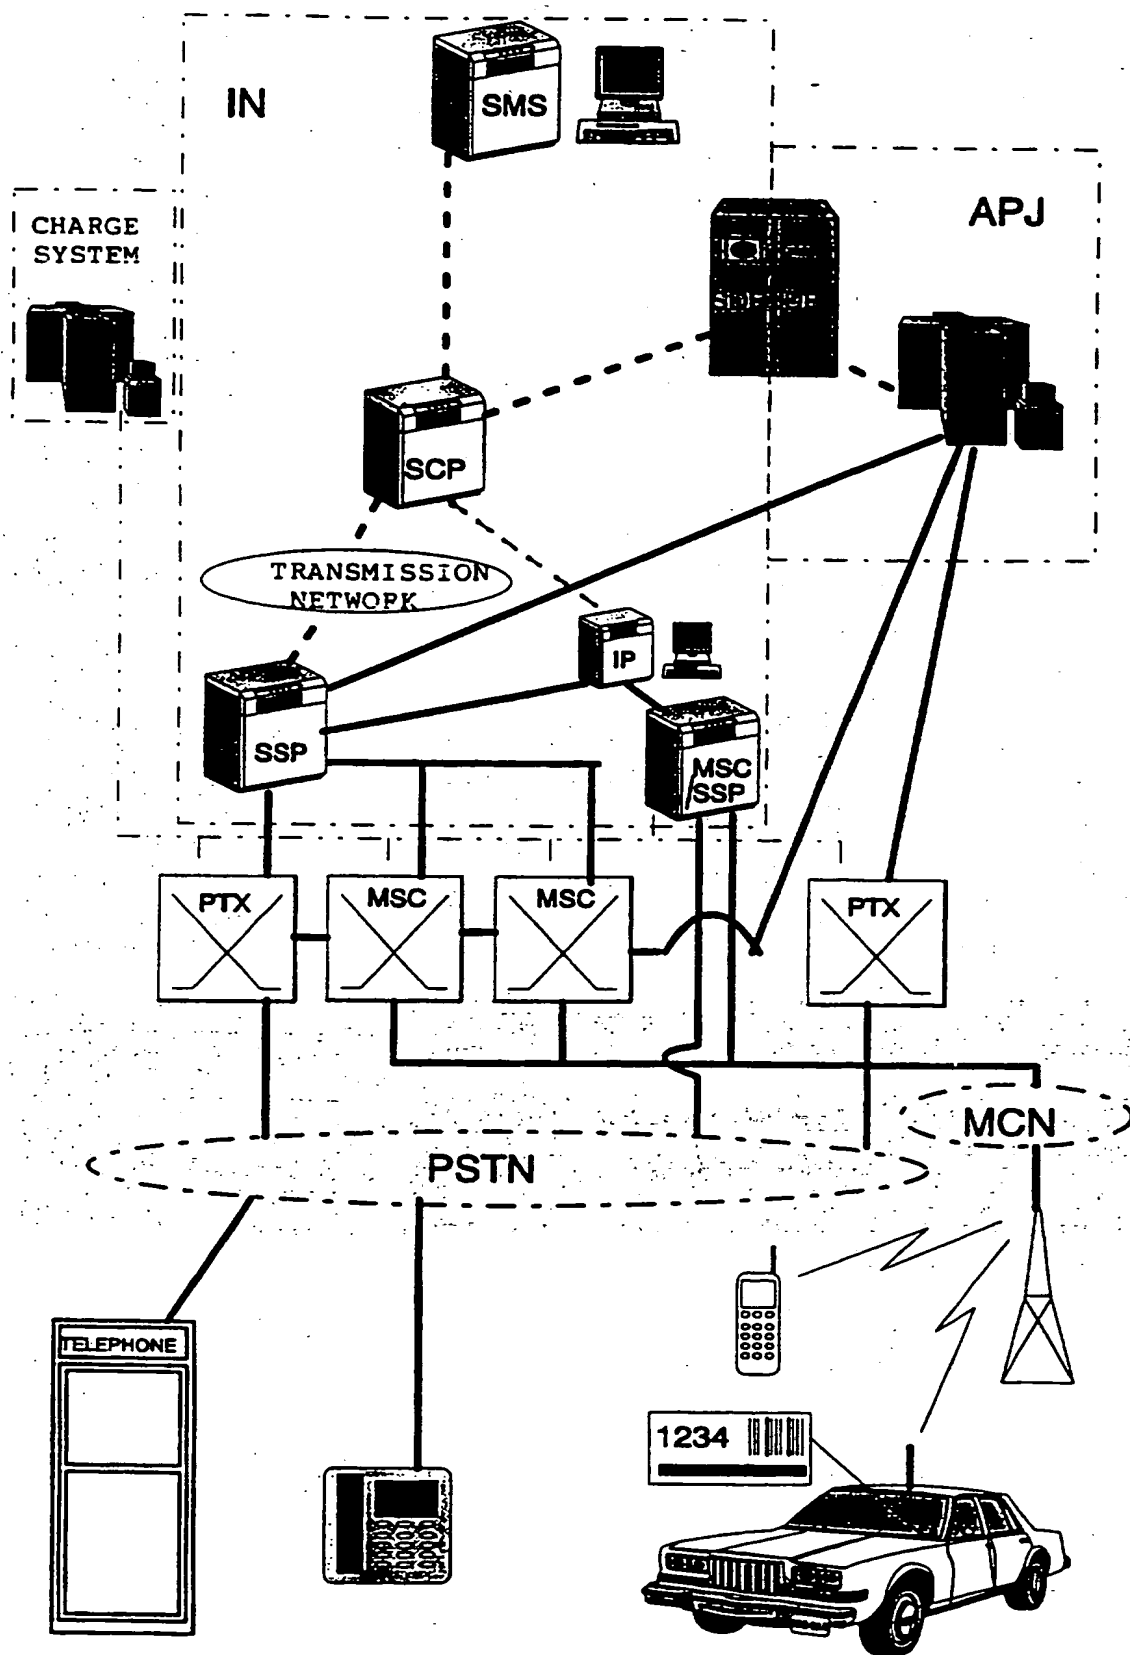 IN
SMS
APJ
CHARGE
SYSTEM
SCP
TRANSMISSION
NETWORK
IP
SSP
MSC
SSP
PTX
MSC
MSC
PTX
MCN
PSTN
TELEPHONE
1234